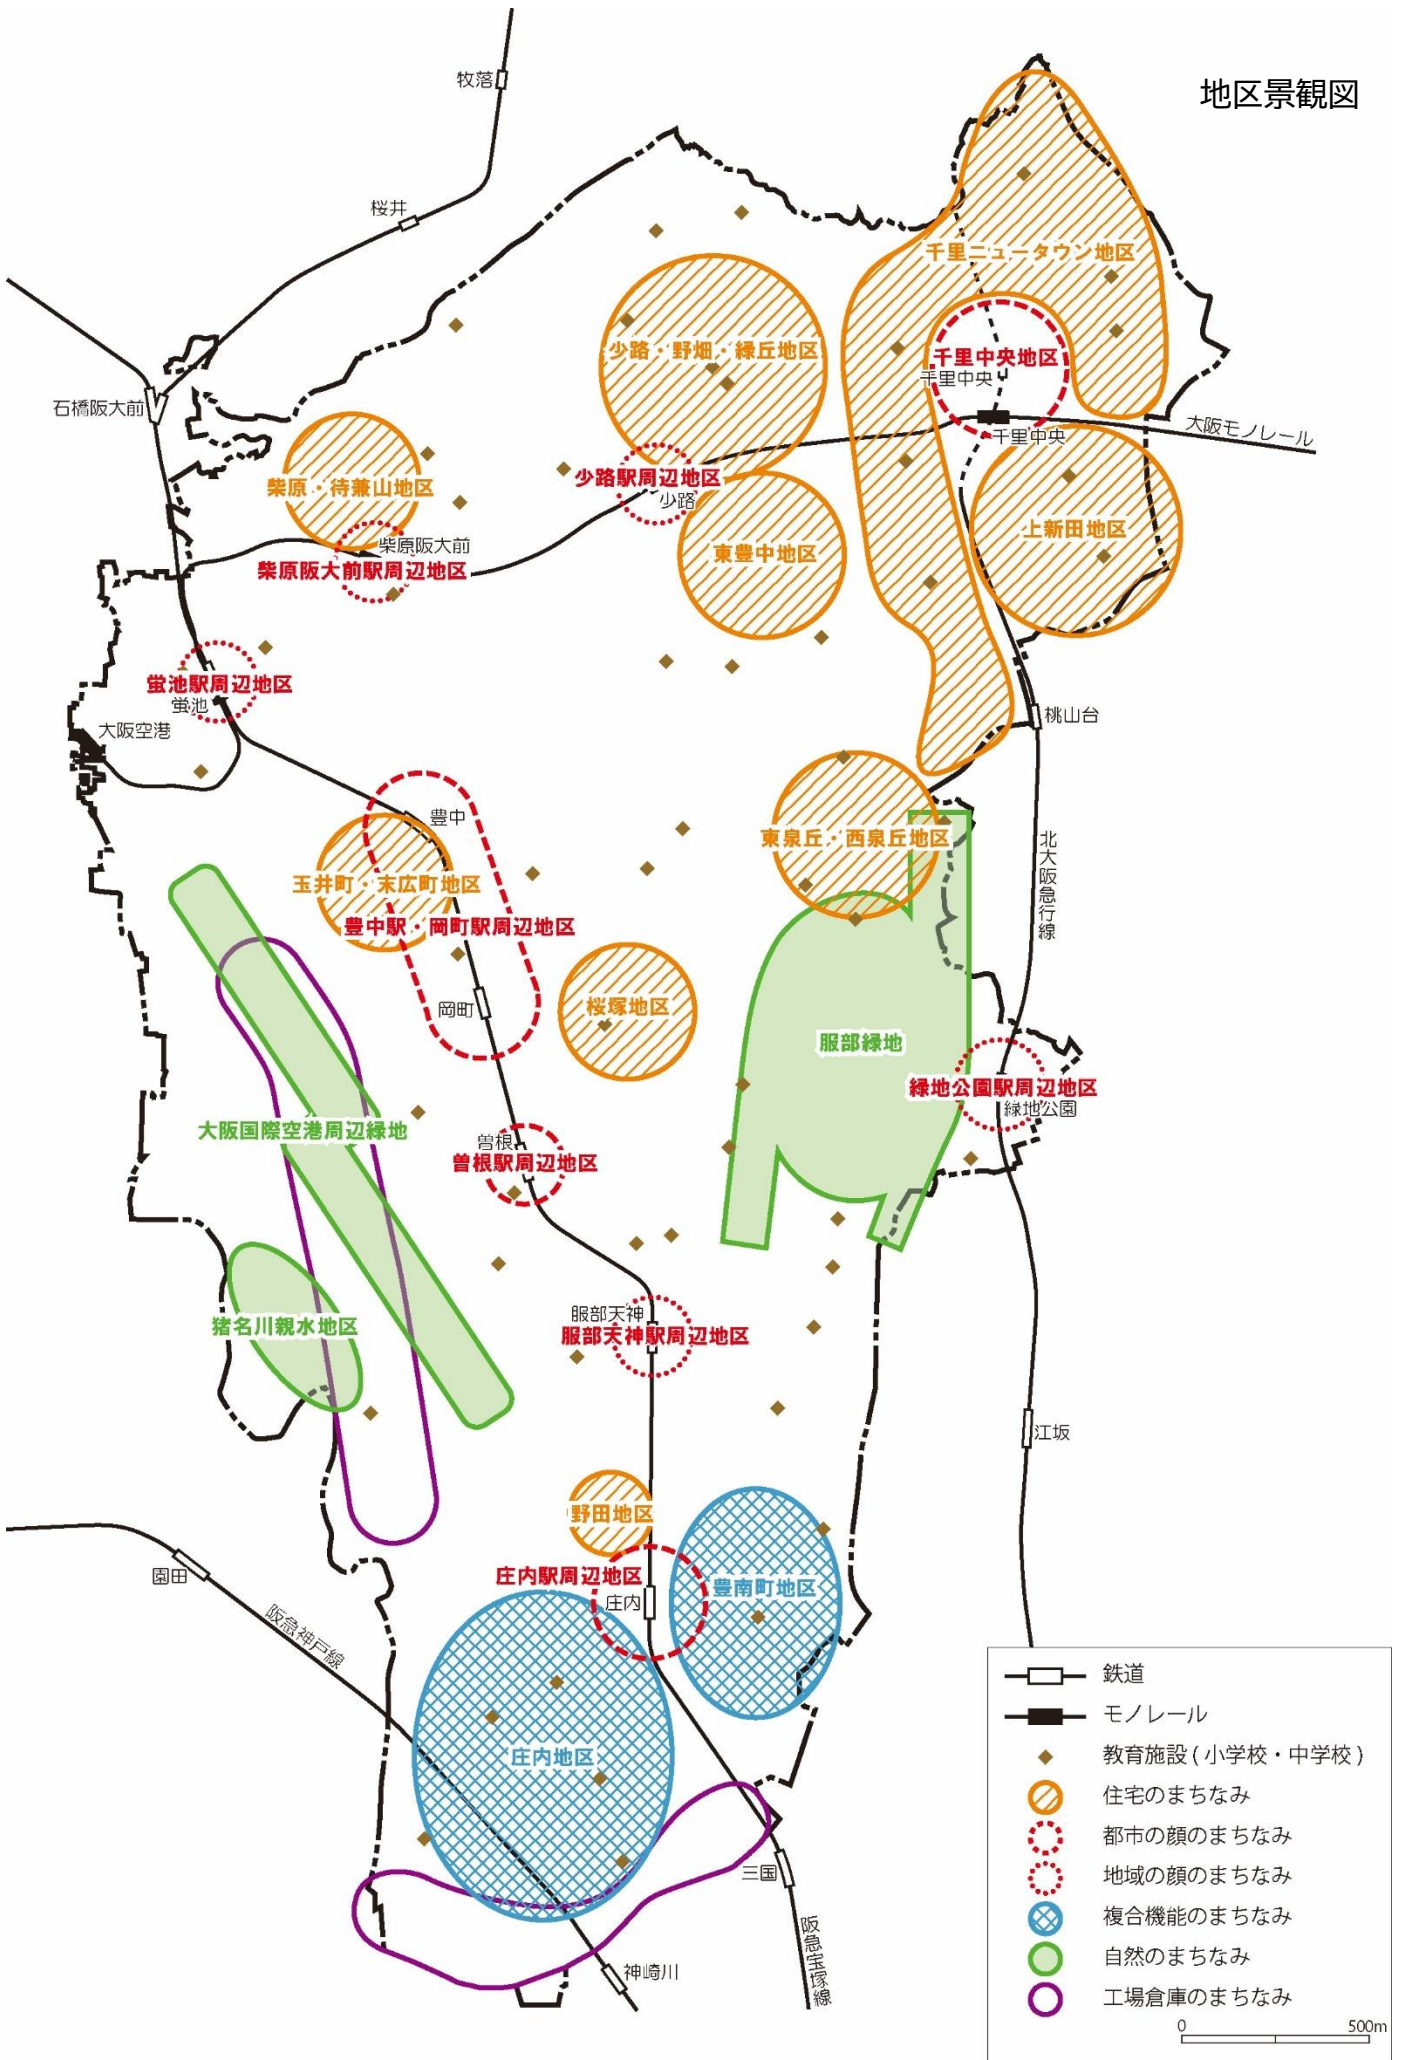 地区景観図
牧落
桜井
千里ニュータウン地区
少路・野畑・緑丘地区
千里中央地区
千里中央
石橋阪大前
大阪モノレール
千里中央
少路駅周辺地区
少路
柴原・待兼山地区
上新田地区
柴原阪大前
東豊中地区
柴原阪大前駅周辺地区
蛍池駅周辺地区
蛍池
桃山台
大阪空港
豊中
東泉丘・西泉丘地区
北大阪急行線
玉井町・末広町地区
豊中駅・岡町駅周辺地区
岡町
桜塚地区
服部緑地
緑地公園駅周辺地区
緑地公園
大阪国際空港周辺緑地
曽根
曽根駅周辺地区
服部天神
猪名川親水地区
服部天神駅周辺地区
江坂
野田地区
園田
庄内駅周辺地区
豊南町地区
庄内
阪急神戸線
庄内地区
三国
神崎川
阪急宝塚線
鉄道
モノレール
教育施設(小学校・中学校)
住宅のまちなみ
都市の顔のまちなみ
地域の顔のまちなみ
複合機能のまちなみ
自然のまちなみ
工場倉庫のまちなみ
0 500m